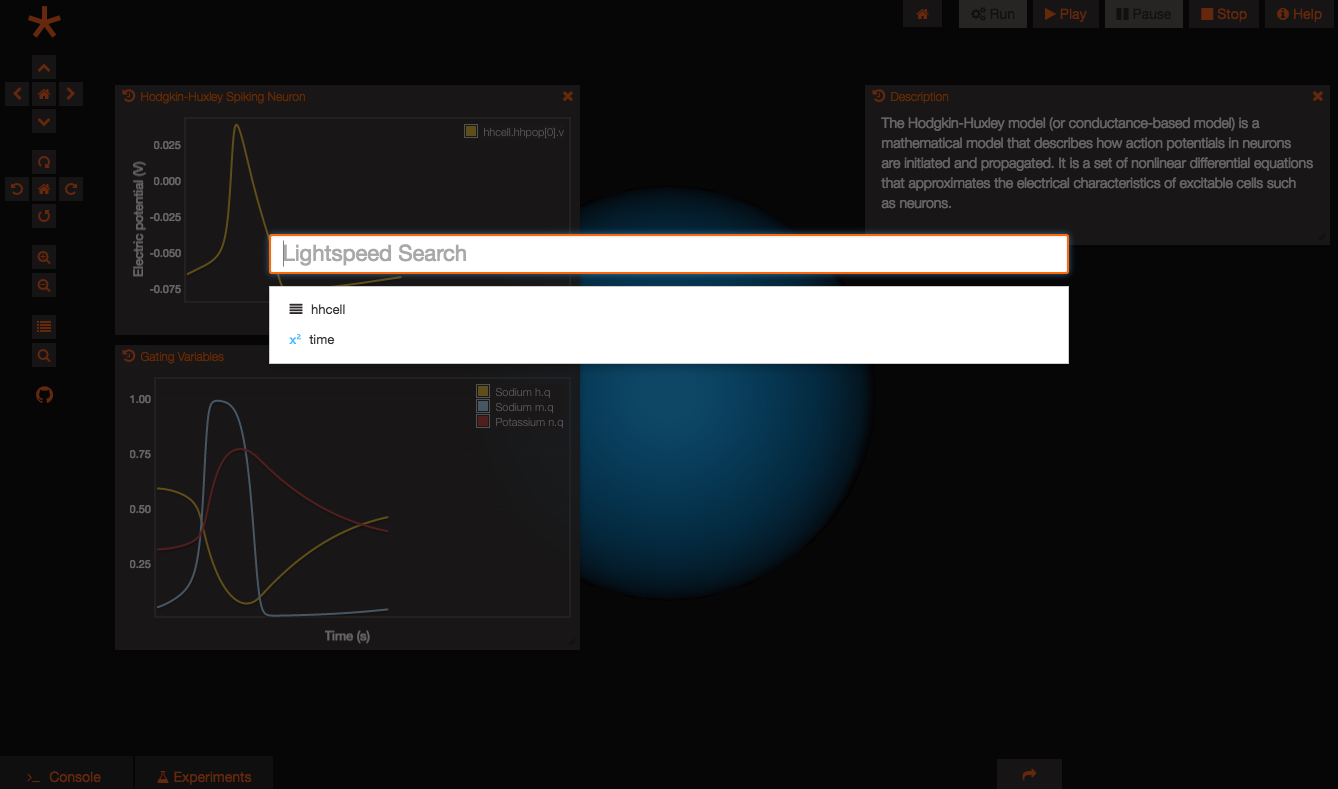 Run
Play
Pause
Stop
Help
Hodgkin-Huxley Spiking Neuron
hhcell.hhpop[0].v
Electric potential (V)
0.025
0.000
-0.025
-0.050
-0.075
Description
The Hodgkin-Huxley model (or conductance-based model) is a
mathematical model that describes how action potentials in neurons
are initiated and propagated. It is a set of nonlinear differential equations
that approximates the electrical characteristics of excitable cells such
as neurons.
Lightspeed Search
hhcell
x² time
Gating Variables
Sodium h.q
Sodium m.q
Potassium n.q
1.00
0.75
0.50
0.25
Time (s)
>_ Console
Experiments